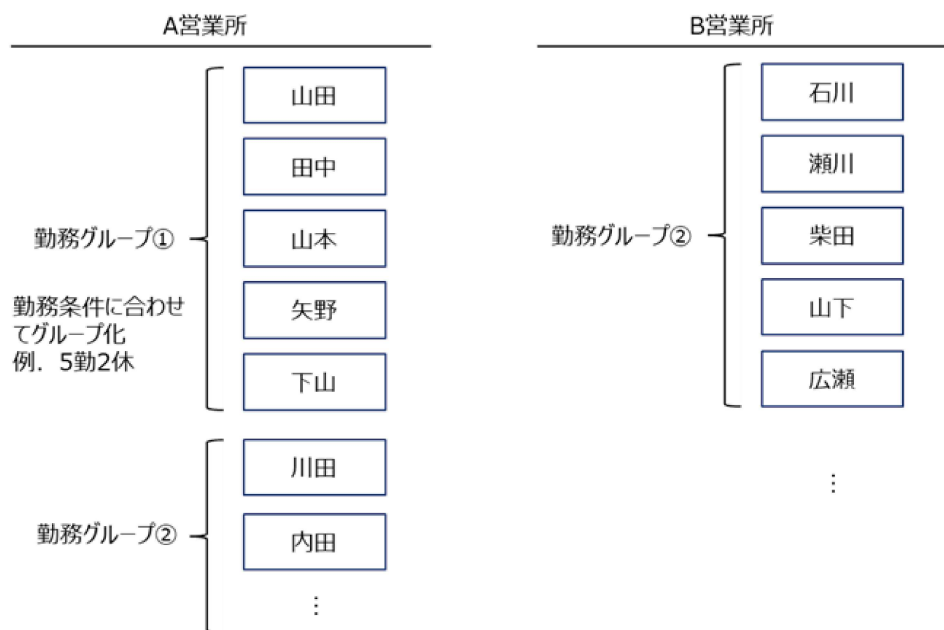 A営業所
勤務グループ①
勤務条件に合わせ
てグループ化
例．5勤2休
山田
田中
山本
矢野
下山
勤務グループ②
川田
内田
⋮
B営業所
勤務グループ②
石川
瀬川
柴田
山下
広瀬
⋮